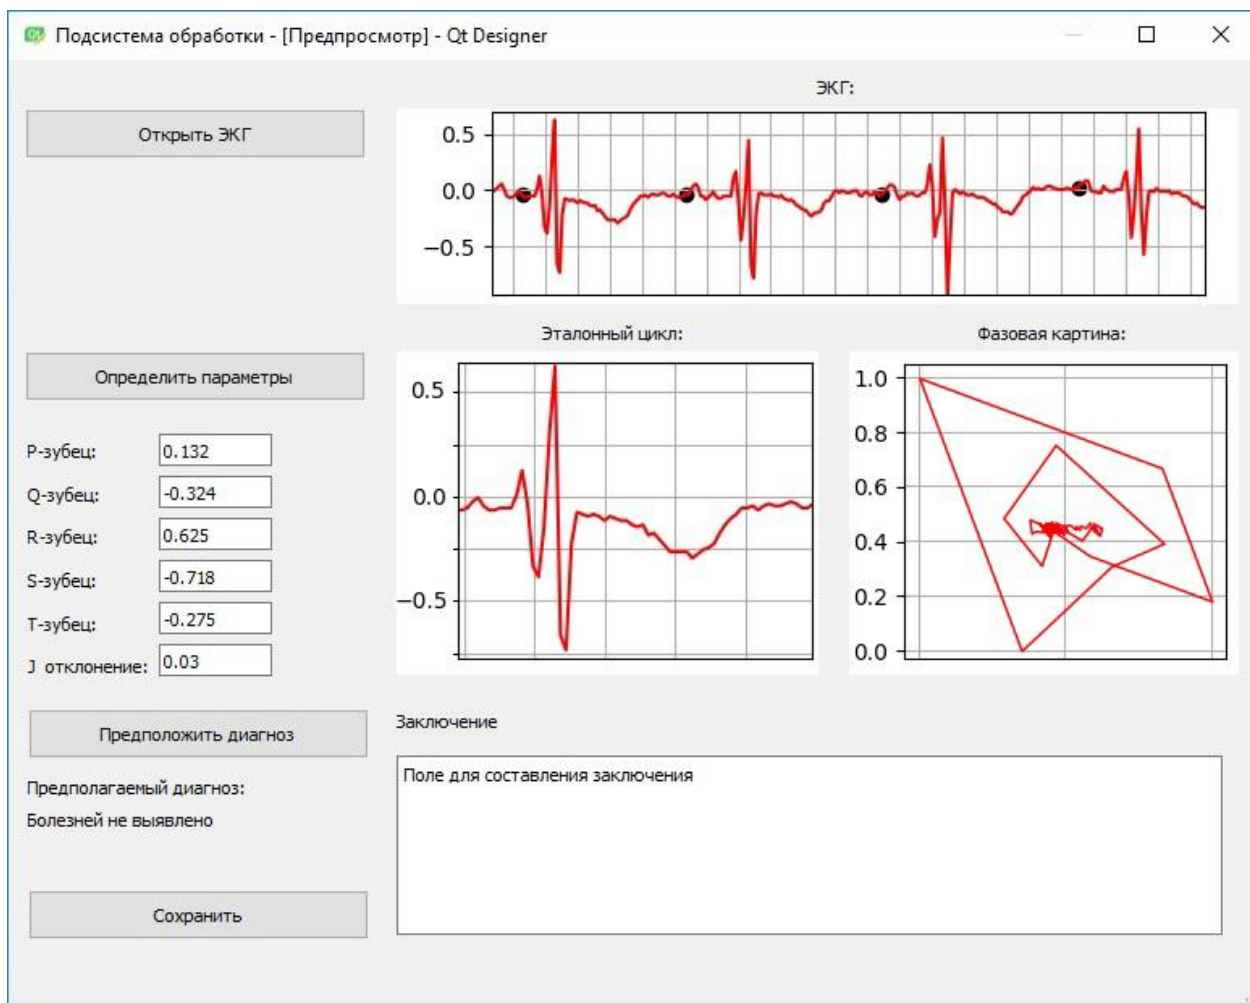 Подсистема обработки - [Предпросмотр] - Qt Designer
ЭКГ:
Открыть ЭКГ
0.5
0.0
−0.5
Эталонный цикл:
Фазовая картина:
Определить параметры
0.5
0.0
−0.5
1.0
0.8
0.6
0.4
0.2
0.0
P-зубец: 0.132
Q-зубец: -0.324
R-зубец: 0.625
S-зубец: -0.718
T-зубец: -0.275
J отклонение: 0.03
Предположить диагноз
Заключение
Поле для составления заключения
Предполагаемый диагноз:
Болезней не выявлено
Сохранить